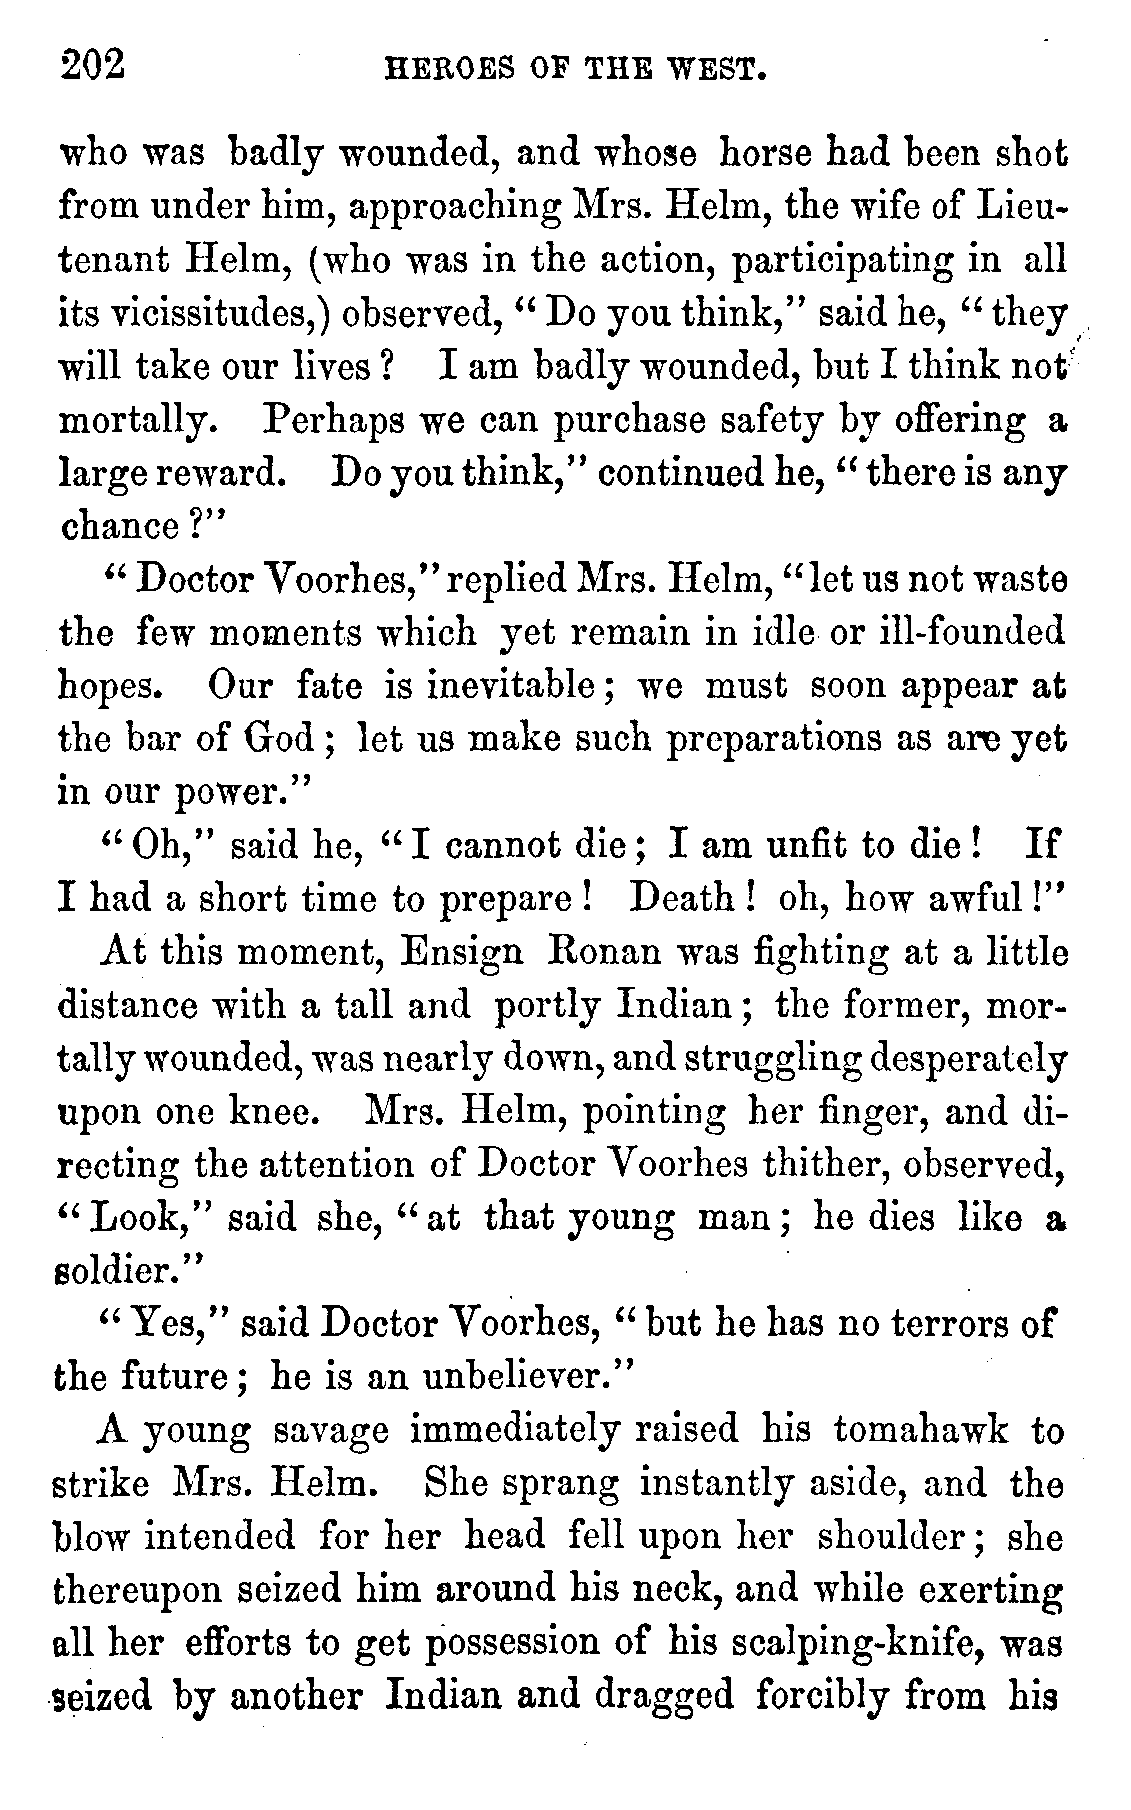 202 HEROES OF THE WEST.
who was badly wounded, and whose horse had been shot
from under him, approaching Mrs. Helm, the wife of Lieu-
tenant Helm, (who was in the action, participating in all
its vicissitudes,) observed, "Do you think," said he, "they
will take our lives? I am badly wounded, but I think not
mortally. Perhaps we can purchase safety by offering a
large reward. Do you think," continued he, "there is any
chance?"
"Doctor Voorhes," replied Mrs. Helm, "let us not waste
the few moments which yet remain in idle or ill-founded
hopes. Our fate is inevitable; we must soon appear at
the bar of God; let us make such preparations as are yet
in our power."
"Oh," said he, "I cannot die; I am unfit to die! If
I had a short time to prepare! Death! oh, how awful!"
At this moment, Ensign Ronan was fighting at a little
distance with a tall and portly Indian; the former, mor-
tally wounded, was nearly down, and struggling desperately
upon one knee. Mrs. Helm, pointing her finger, and di-
recting the attention of Doctor Voorhes thither, observed,
"Look," said she, "at that young man; he dies like a
soldier."
"Yes," said Doctor Voorhes, "but he has no terrors of
the future; he is an unbeliever."
A young savage immediately raised his tomahawk to
strike Mrs. Helm. She sprang instantly aside, and the
blow intended for her head fell upon her shoulder; she
thereupon seized him around his neck, and while exerting
all her efforts to get possession of his scalping-knife, was
seized by another Indian and dragged forcibly from his